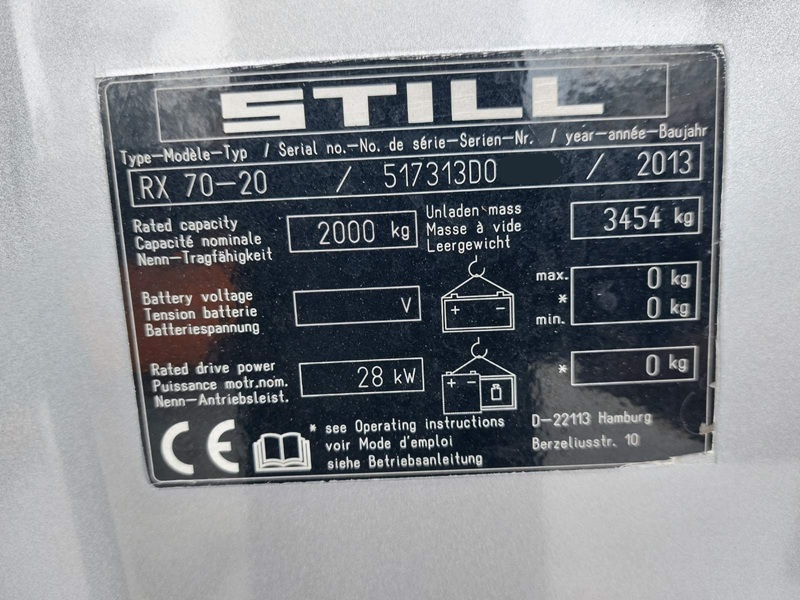 STILL
Type-Modèle-Typ / Serial no.-No. de série-Serien-Nr. / year-année-Baujahr
RX 70-20 / 517313D0 / 2013
Rated capacity
Capacité nominale
Nenn-Tragfähigkeit
2000 kg
Unladen mass
Masse à vide
Leergewicht
3454 kg
Battery voltage
Tension batterie
Batteriespannung
V
+ -
max. 0 kg
*
min. 0 kg
Rated drive power
Puissance motr.nom.
Nenn-Antriebsleist.
28 kW
+ -
* 0 kg
CE
* see Operating instructions
voir Mode d'emploi
siehe Betriebsanleitung
D-22113 Hamburg
Berzeliusstr. 10